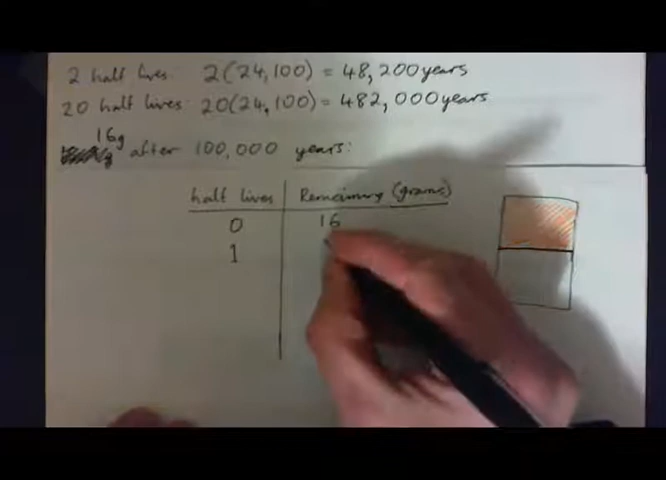 2 half lives: 2(24,100) = 48,200 years
20 half lives: 20(24,100) = 482,000 years
16g
g after 100,000 years:
half lives Remaining (grams)
0 16
1